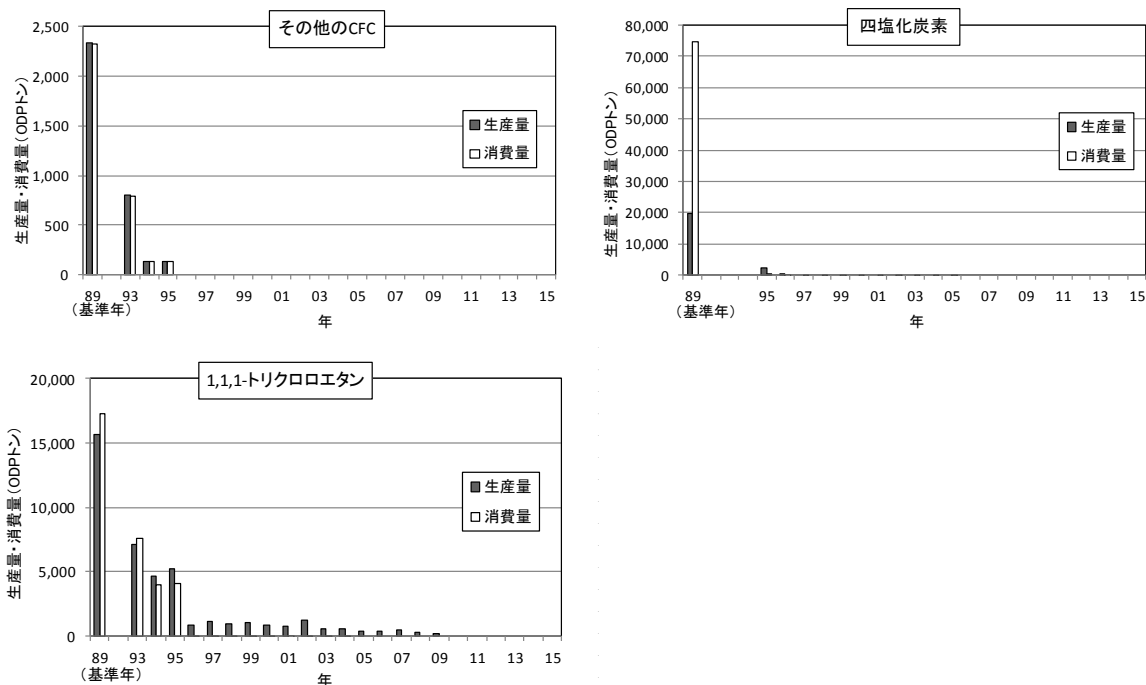 その他のCFC
生産量・消費量(ODPトン)
2,500
2,000
1,500
1,000
500
0
生産量
消費量
89 93 95 97 99 01 03 05 07 09 11 13 15
(基準年)
年
四塩化炭素
生産量・消費量(ODPトン)
80,000
70,000
60,000
50,000
40,000
30,000
20,000
10,000
0
生産量
消費量
89 95 97 99 01 03 05 07 09 11 13 15
(基準年)
年
1,1,1-トリクロロエタン
生産量・消費量(ODPトン)
20,000
15,000
10,000
5,000
0
生産量
消費量
89 93 95 97 99 01 03 05 07 09 11 13 15
(基準年)
年